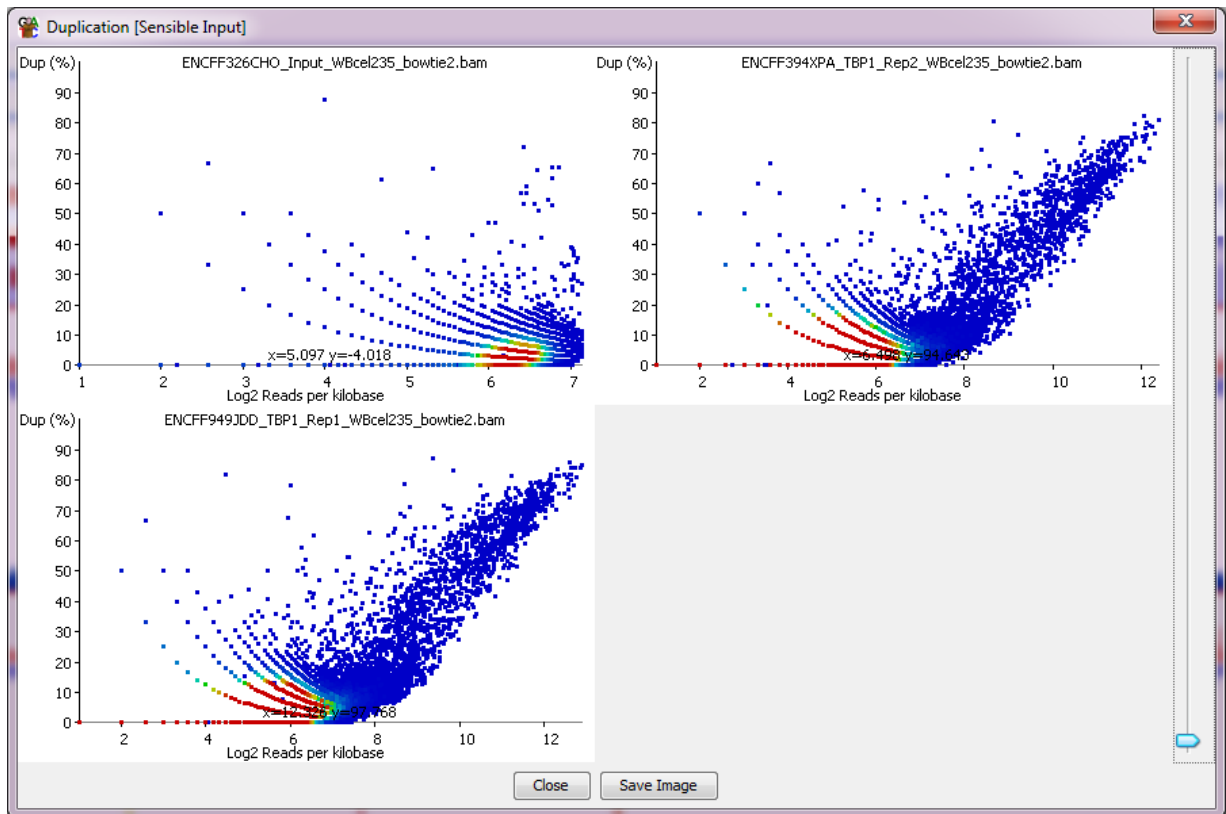 Duplication [Sensible Input]
Dup (%)
ENCFF326CHO_Input_WBcel235_bowtie2.bam
90
80
70
60
50
40
30
20
10
0
x=5.097 y=-4.018
1 2 3 4 5 6 7
Log2 Reads per kilobase
Dup (%)
ENCFF394XPA_TBP1_Rep2_WBcel235_bowtie2.bam
90
80
70
60
50
40
30
20
10
0
2 4 6 8 10 12
Log2 Reads per kilobase
Dup (%)
ENCFF949JDD_TBP1_Rep1_WBcel235_bowtie2.bam
90
80
70
60
50
40
30
20
10
0
2 4 6 8 10 12
Log2 Reads per kilobase
Close Save Image